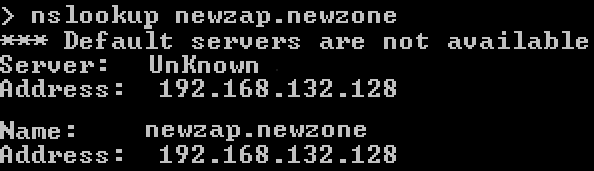 > nslookup newzap.newzone
*** Default servers are not available
Server: UnKnown
Address: 192.168.132.128
Name: newzap.newzone
Address: 192.168.132.128